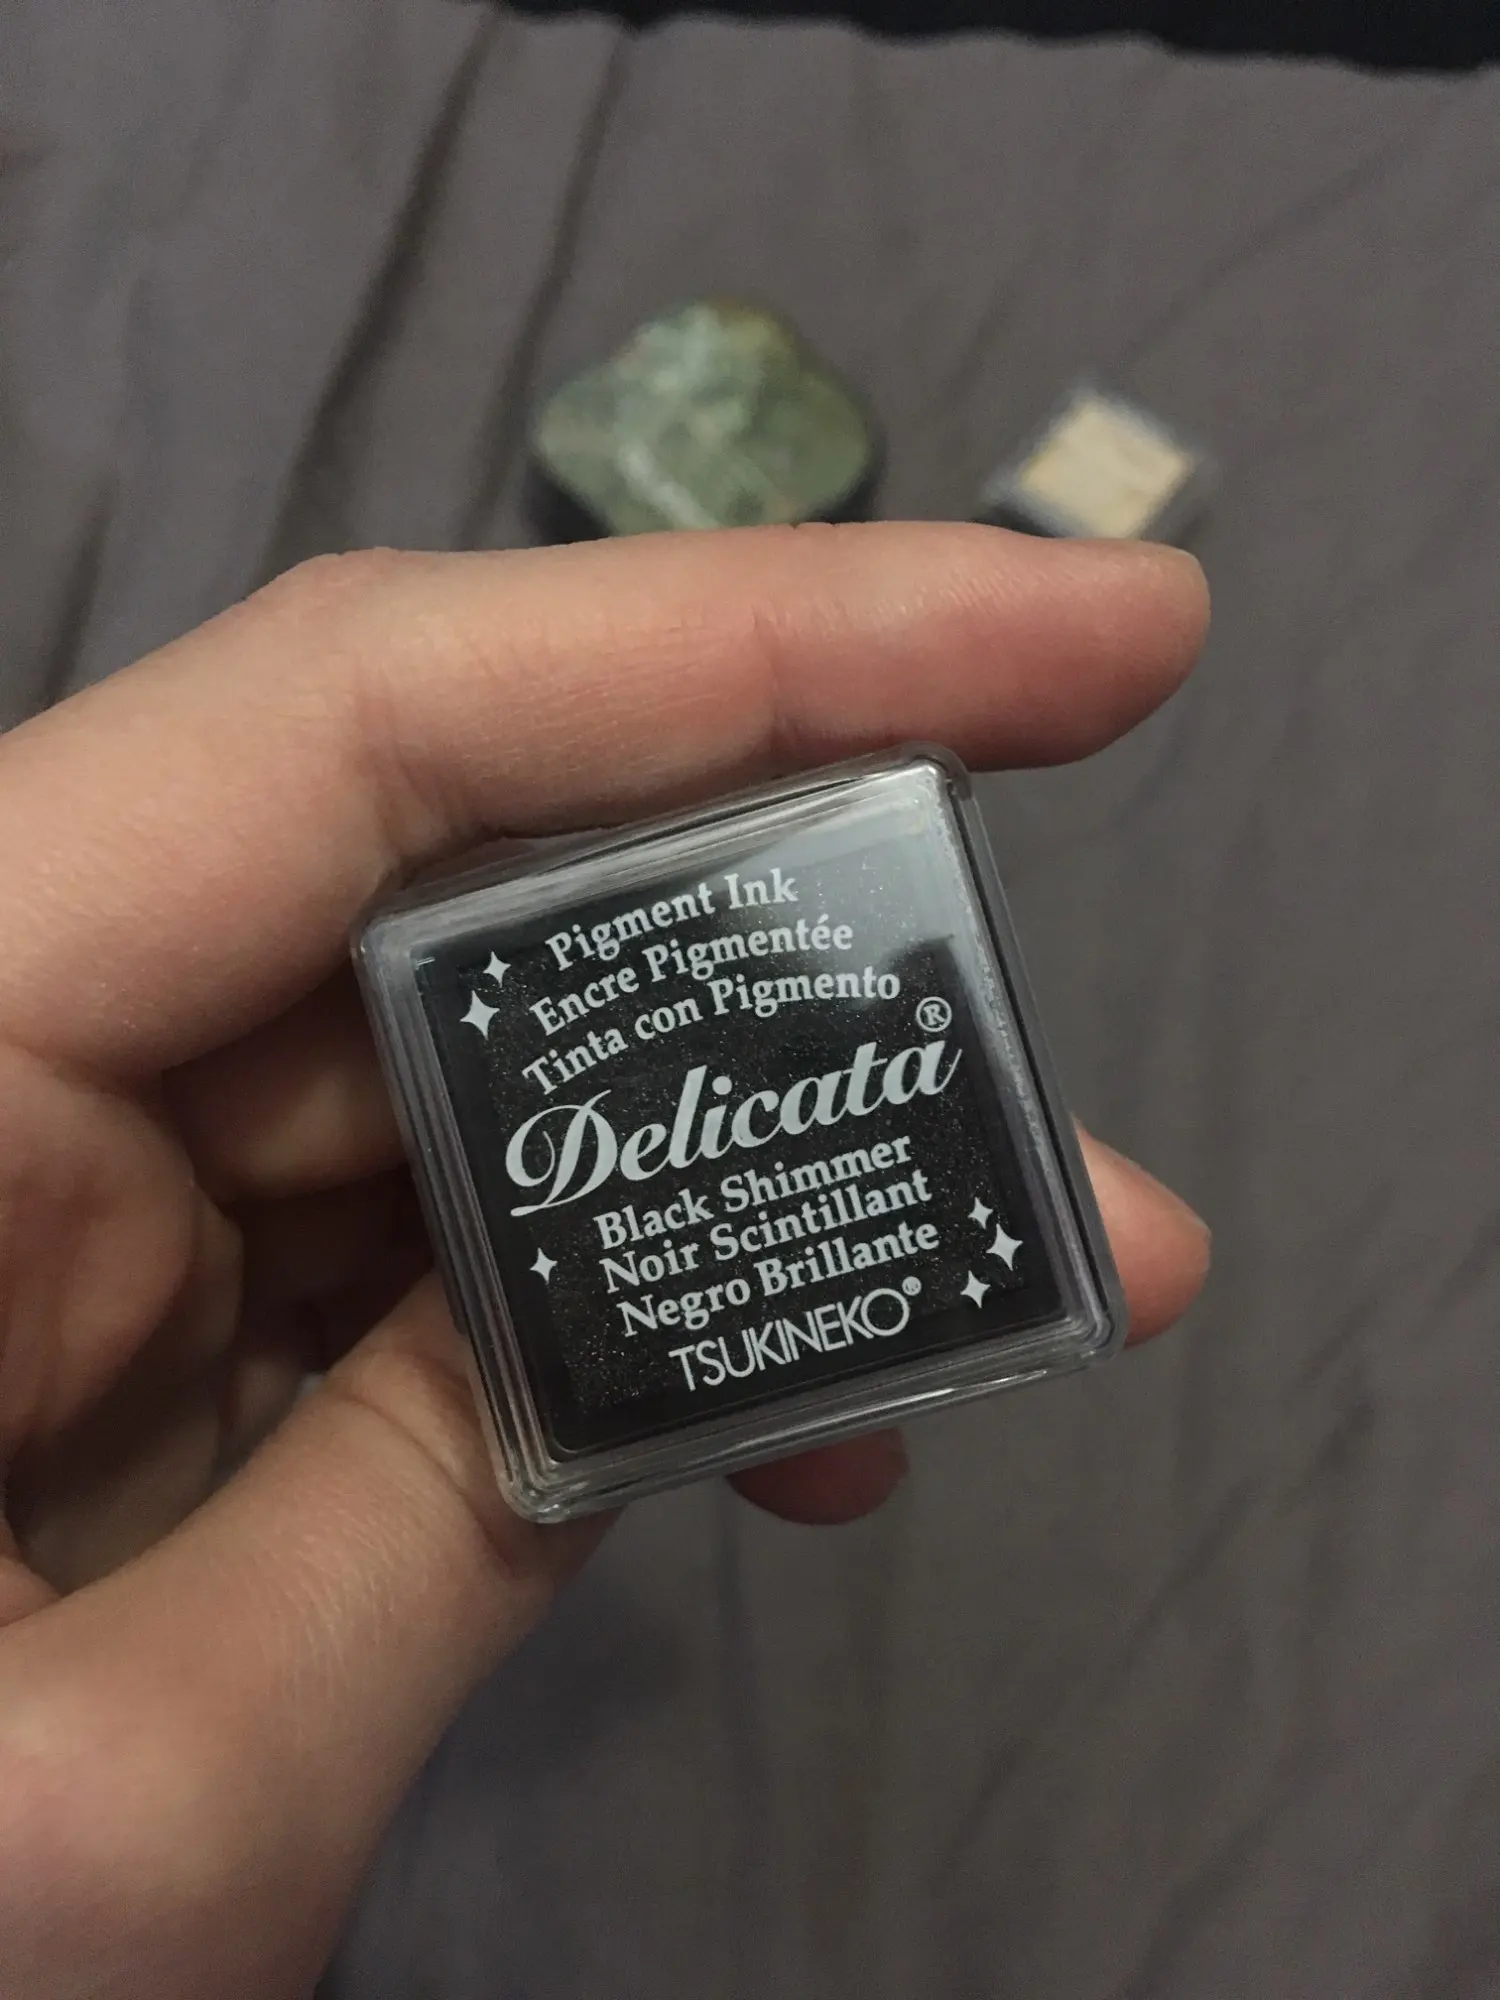 Pigment Ink
Encre Pigmentée
Tinta con Pigmento
Delicata®
Black Shimmer
Noir Scintillant
Negro Brillante
TSUKINEKO®